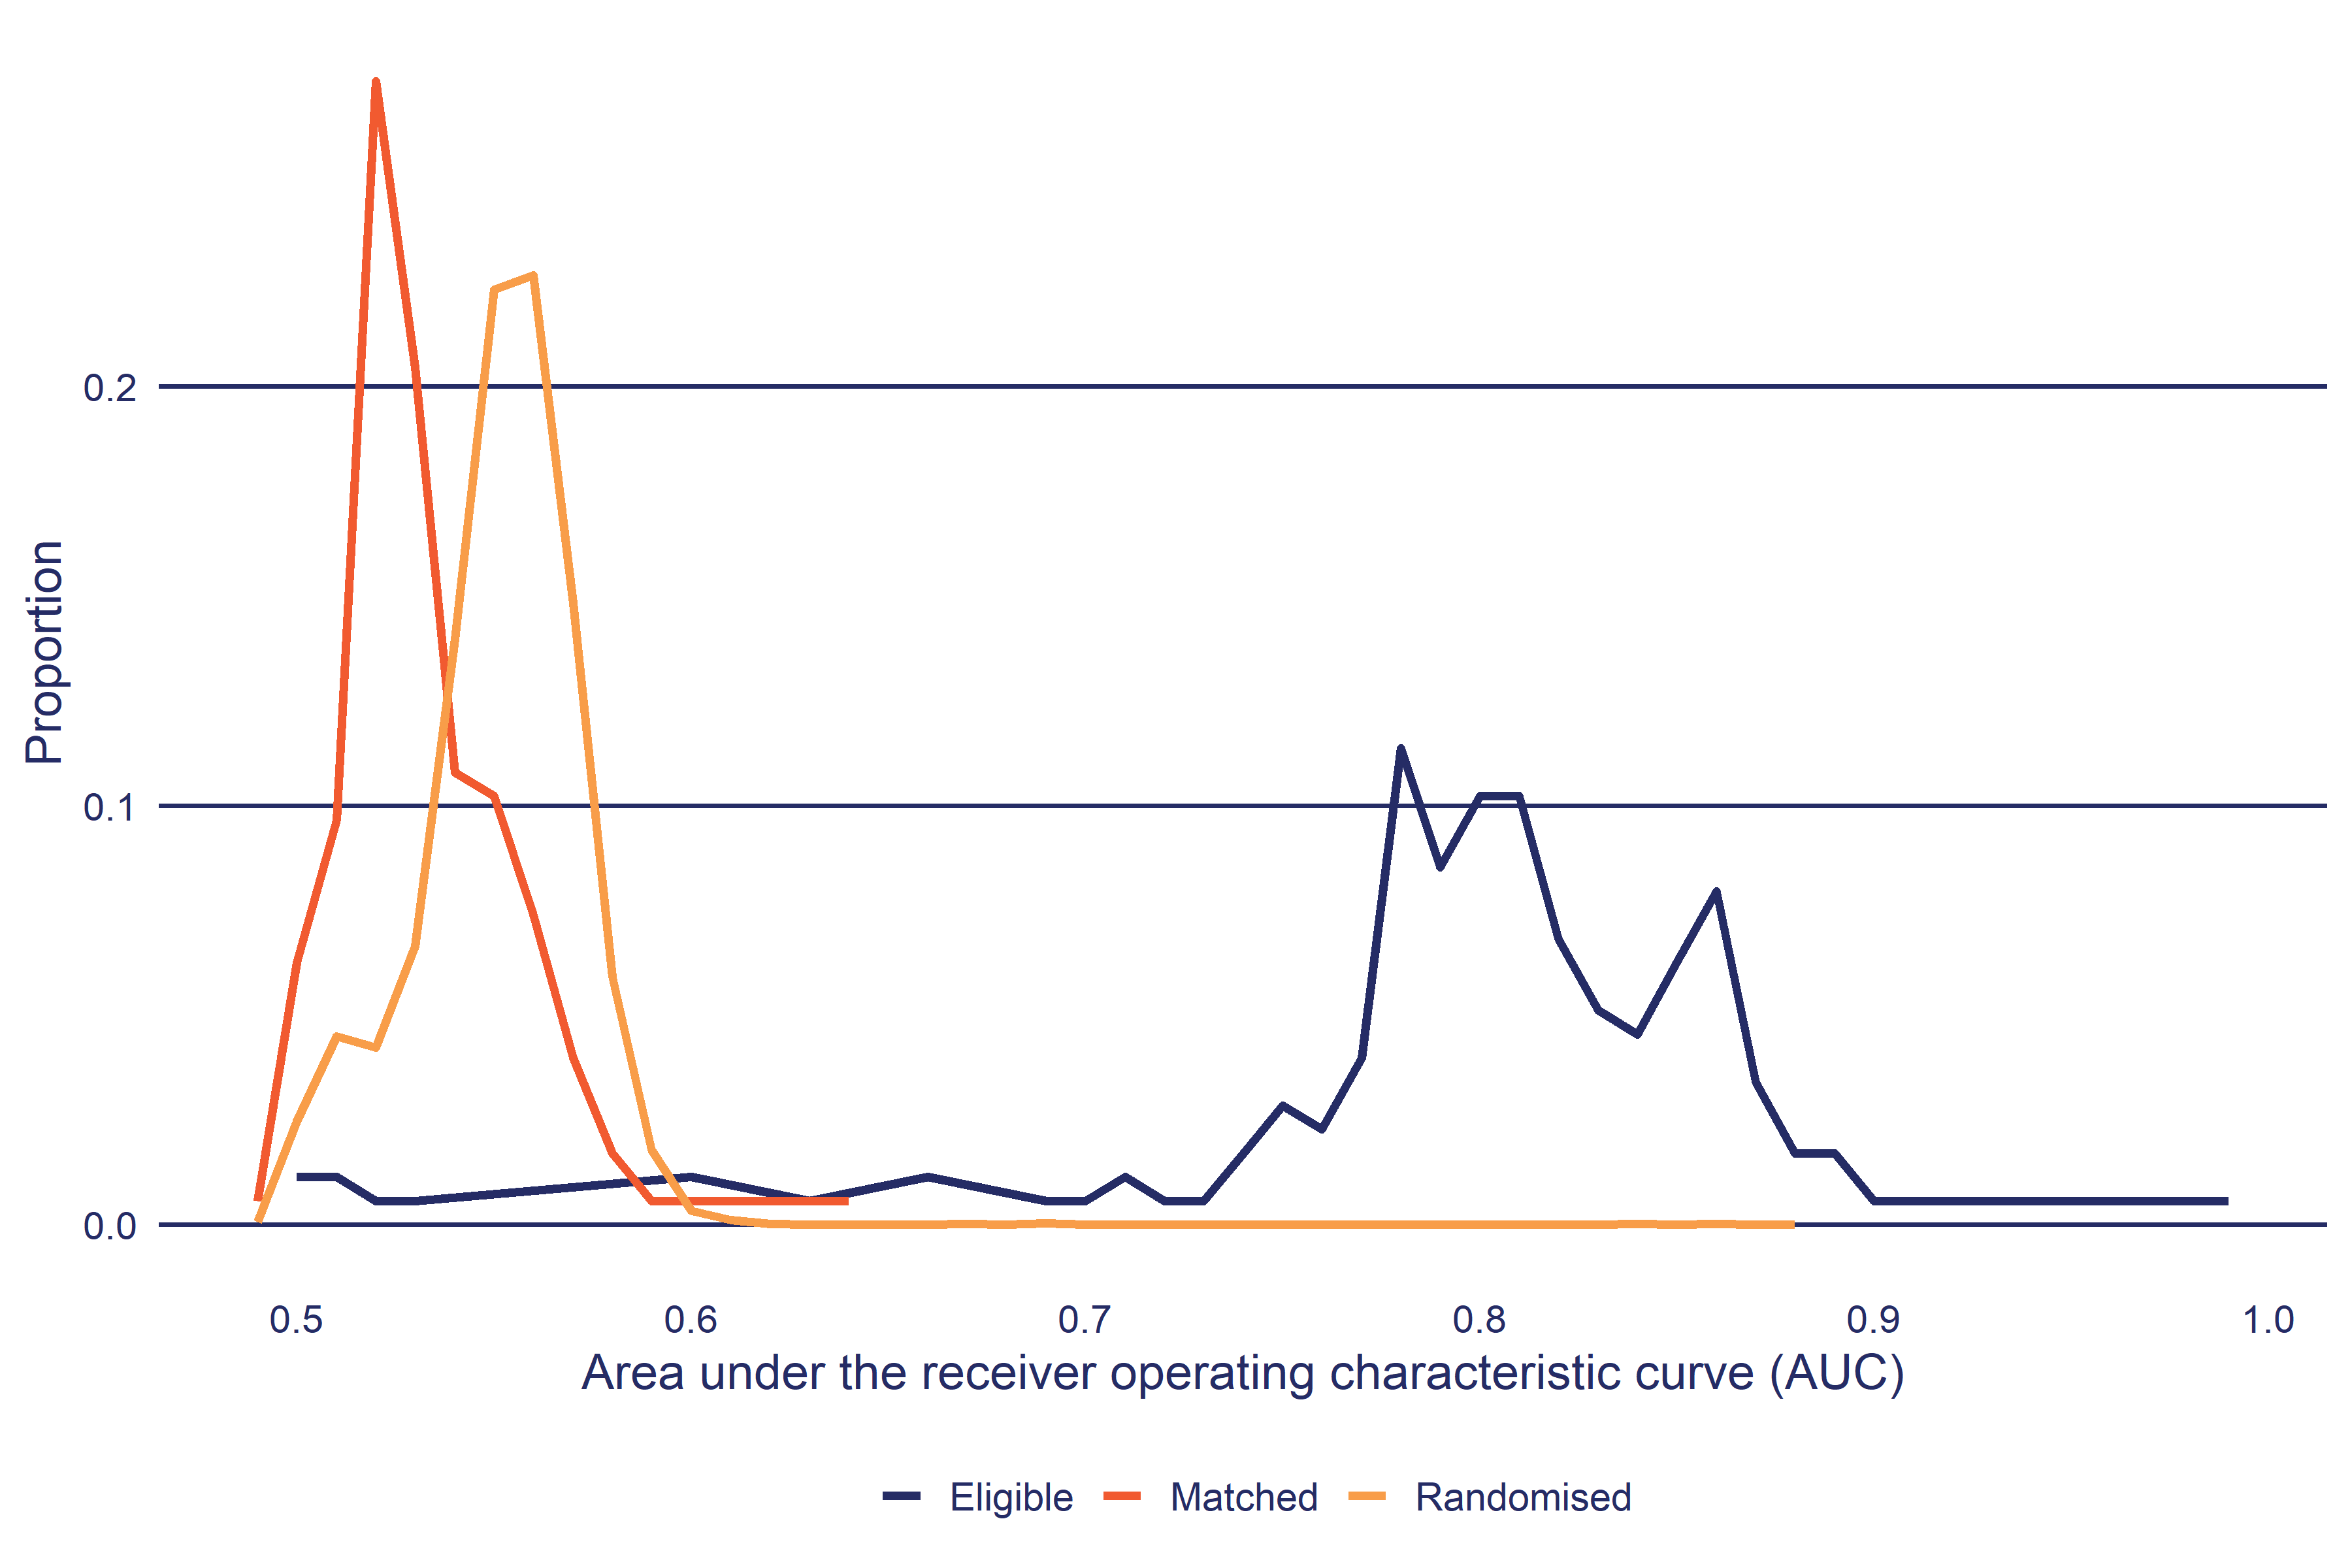 Proportion
0.2
0.1
0.0
0.5 0.6 0.7 0.8 0.9 1.0
Area under the receiver operating characteristic curve (AUC)
Eligible Matched Randomised